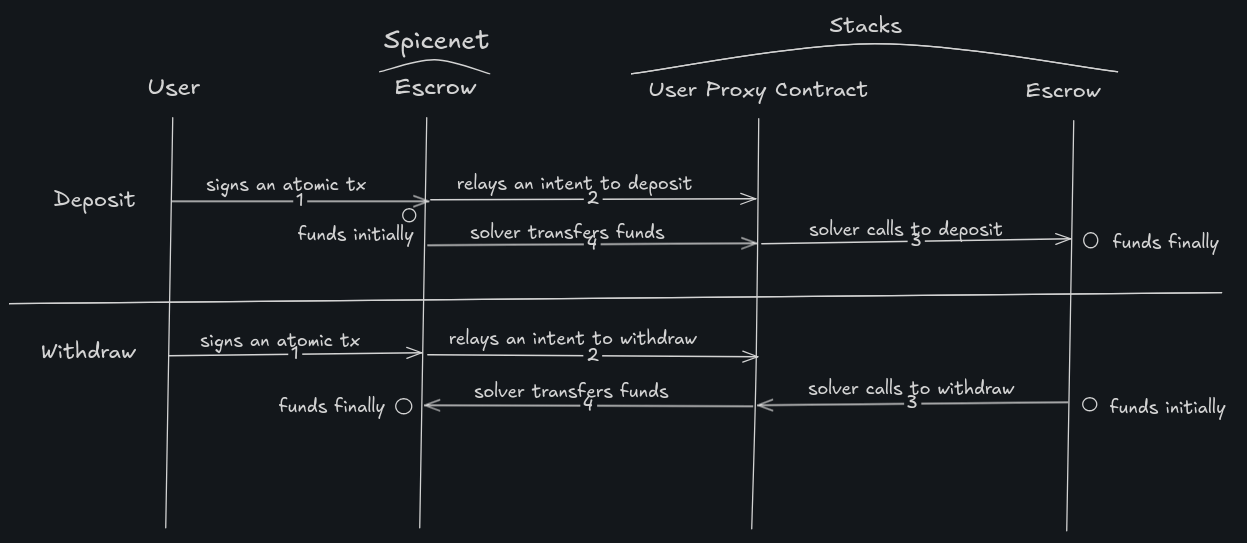 Stacks
Spicenet
User
Escrow
User Proxy Contract
Escrow
Deposit
signs an atomic tx
1
relays an intent to deposit
2
funds initially
solver transfers funds
4
solver calls to deposit
3
funds finally
Withdraw
signs an atomic tx
1
relays an intent to withdraw
2
funds finally
solver transfers funds
4
solver calls to withdraw
3
funds initially